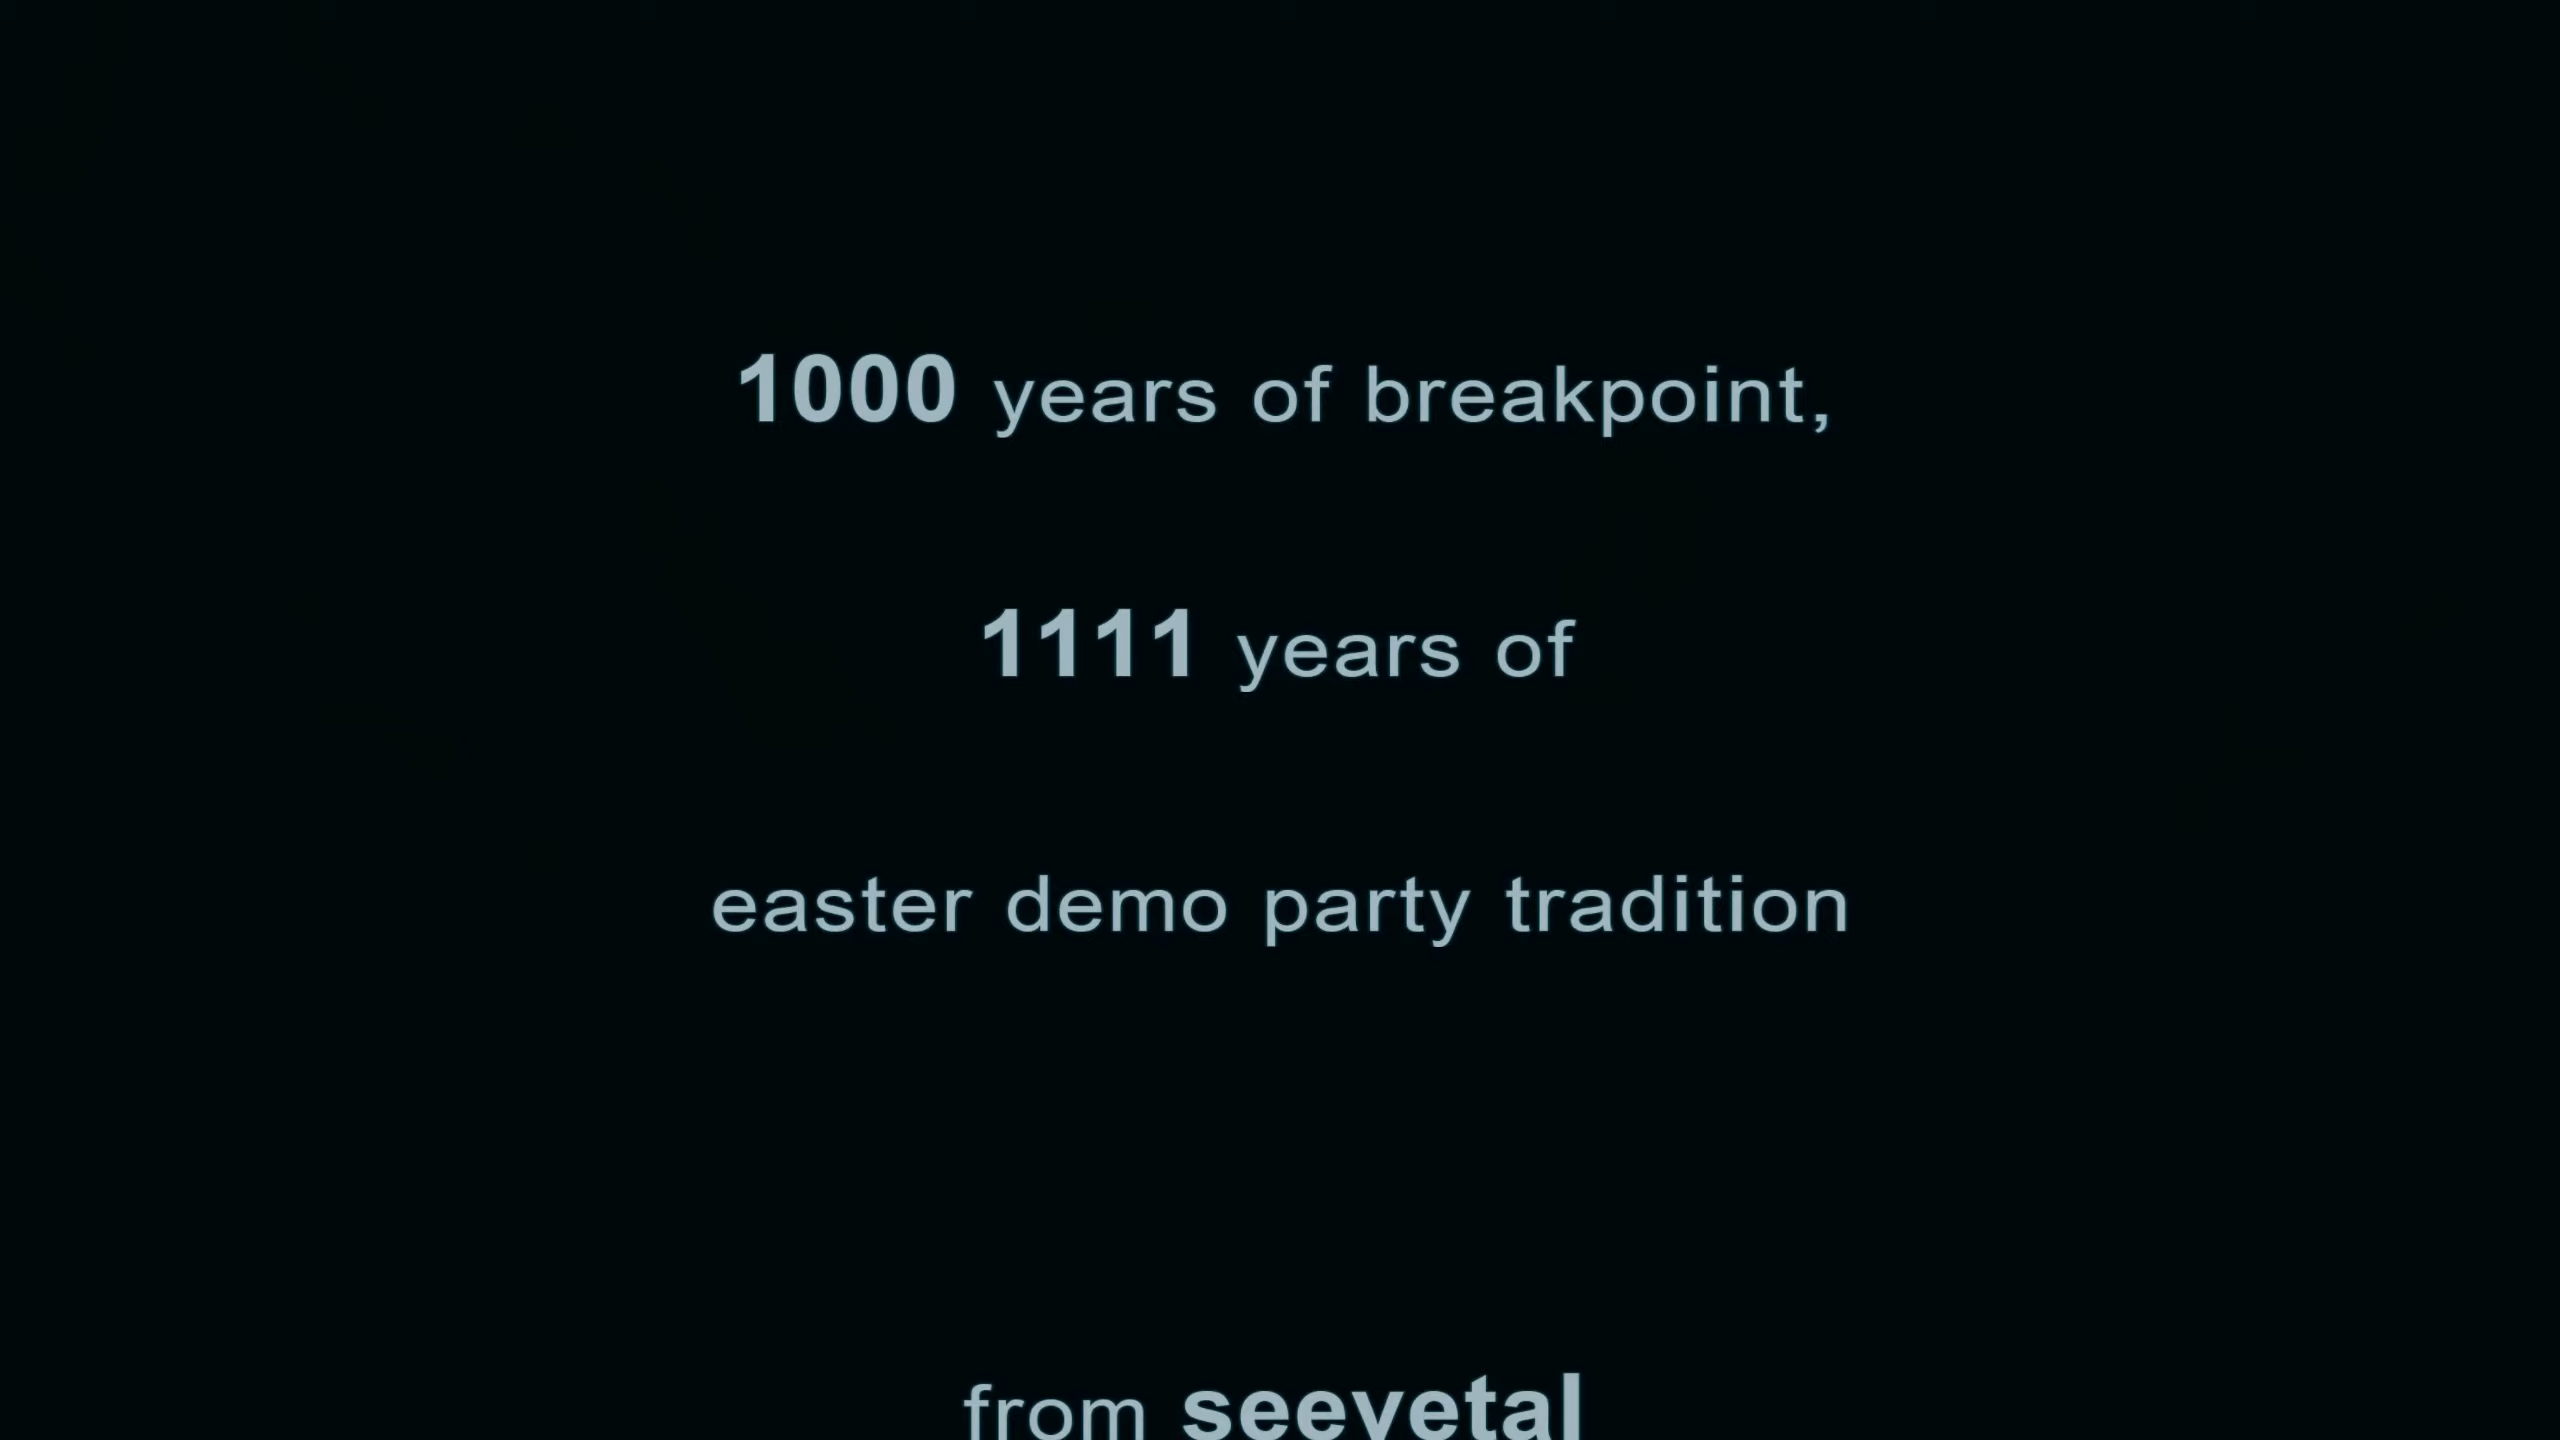 1000 years of breakpoint,
1111 years of
easter demo party tradition
from seevetal